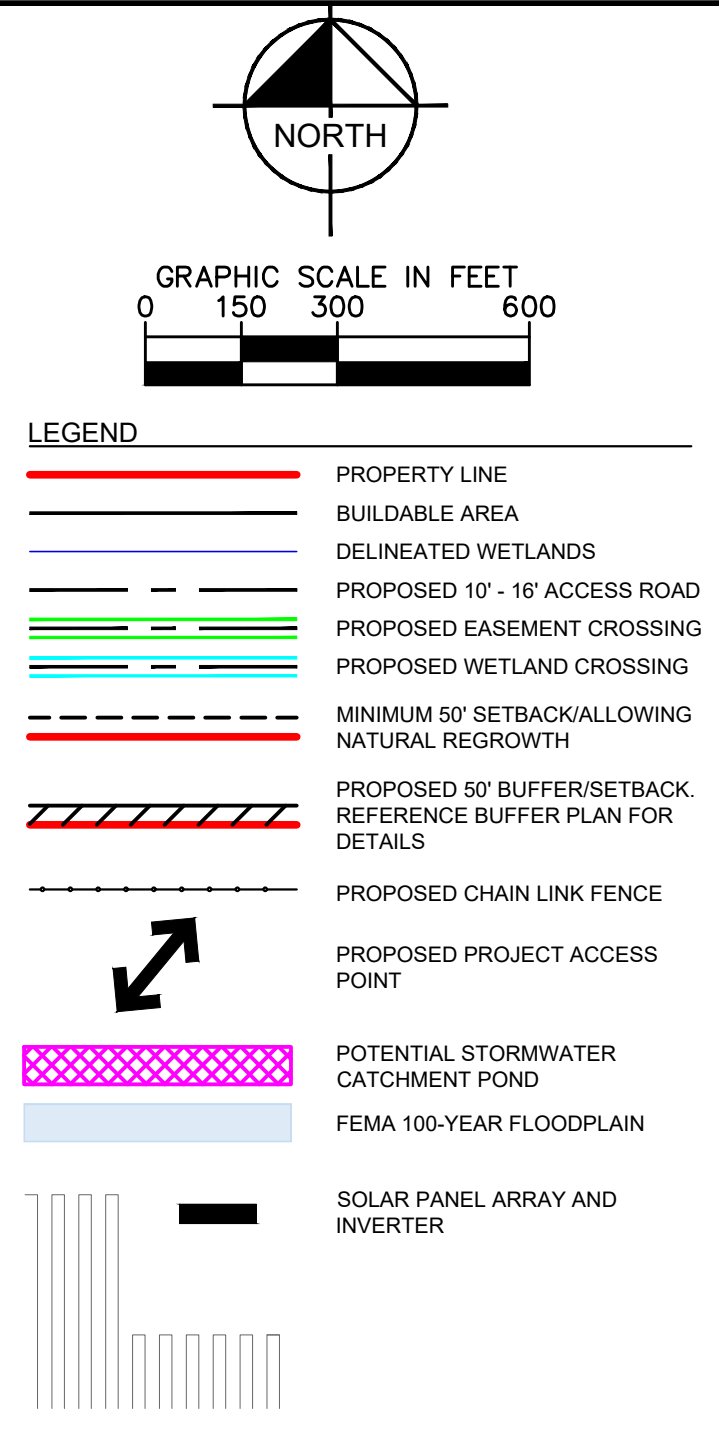 NORTH
GRAPHIC SCALE IN FEET
0 150 300 600
LEGEND
PROPERTY LINE
BUILDABLE AREA
DELINEATED WETLANDS
PROPOSED 10' - 16' ACCESS ROAD
PROPOSED EASEMENT CROSSING
PROPOSED WETLAND CROSSING
MINIMUM 50' SETBACK/ALLOWING
NATURAL REGROWTH
PROPOSED 50' BUFFER/SETBACK.
REFERENCE BUFFER PLAN FOR
DETAILS
PROPOSED CHAIN LINK FENCE
PROPOSED PROJECT ACCESS
POINT
POTENTIAL STORMWATER
CATCHMENT POND
FEMA 100-YEAR FLOODPLAIN
SOLAR PANEL ARRAY AND
INVERTER